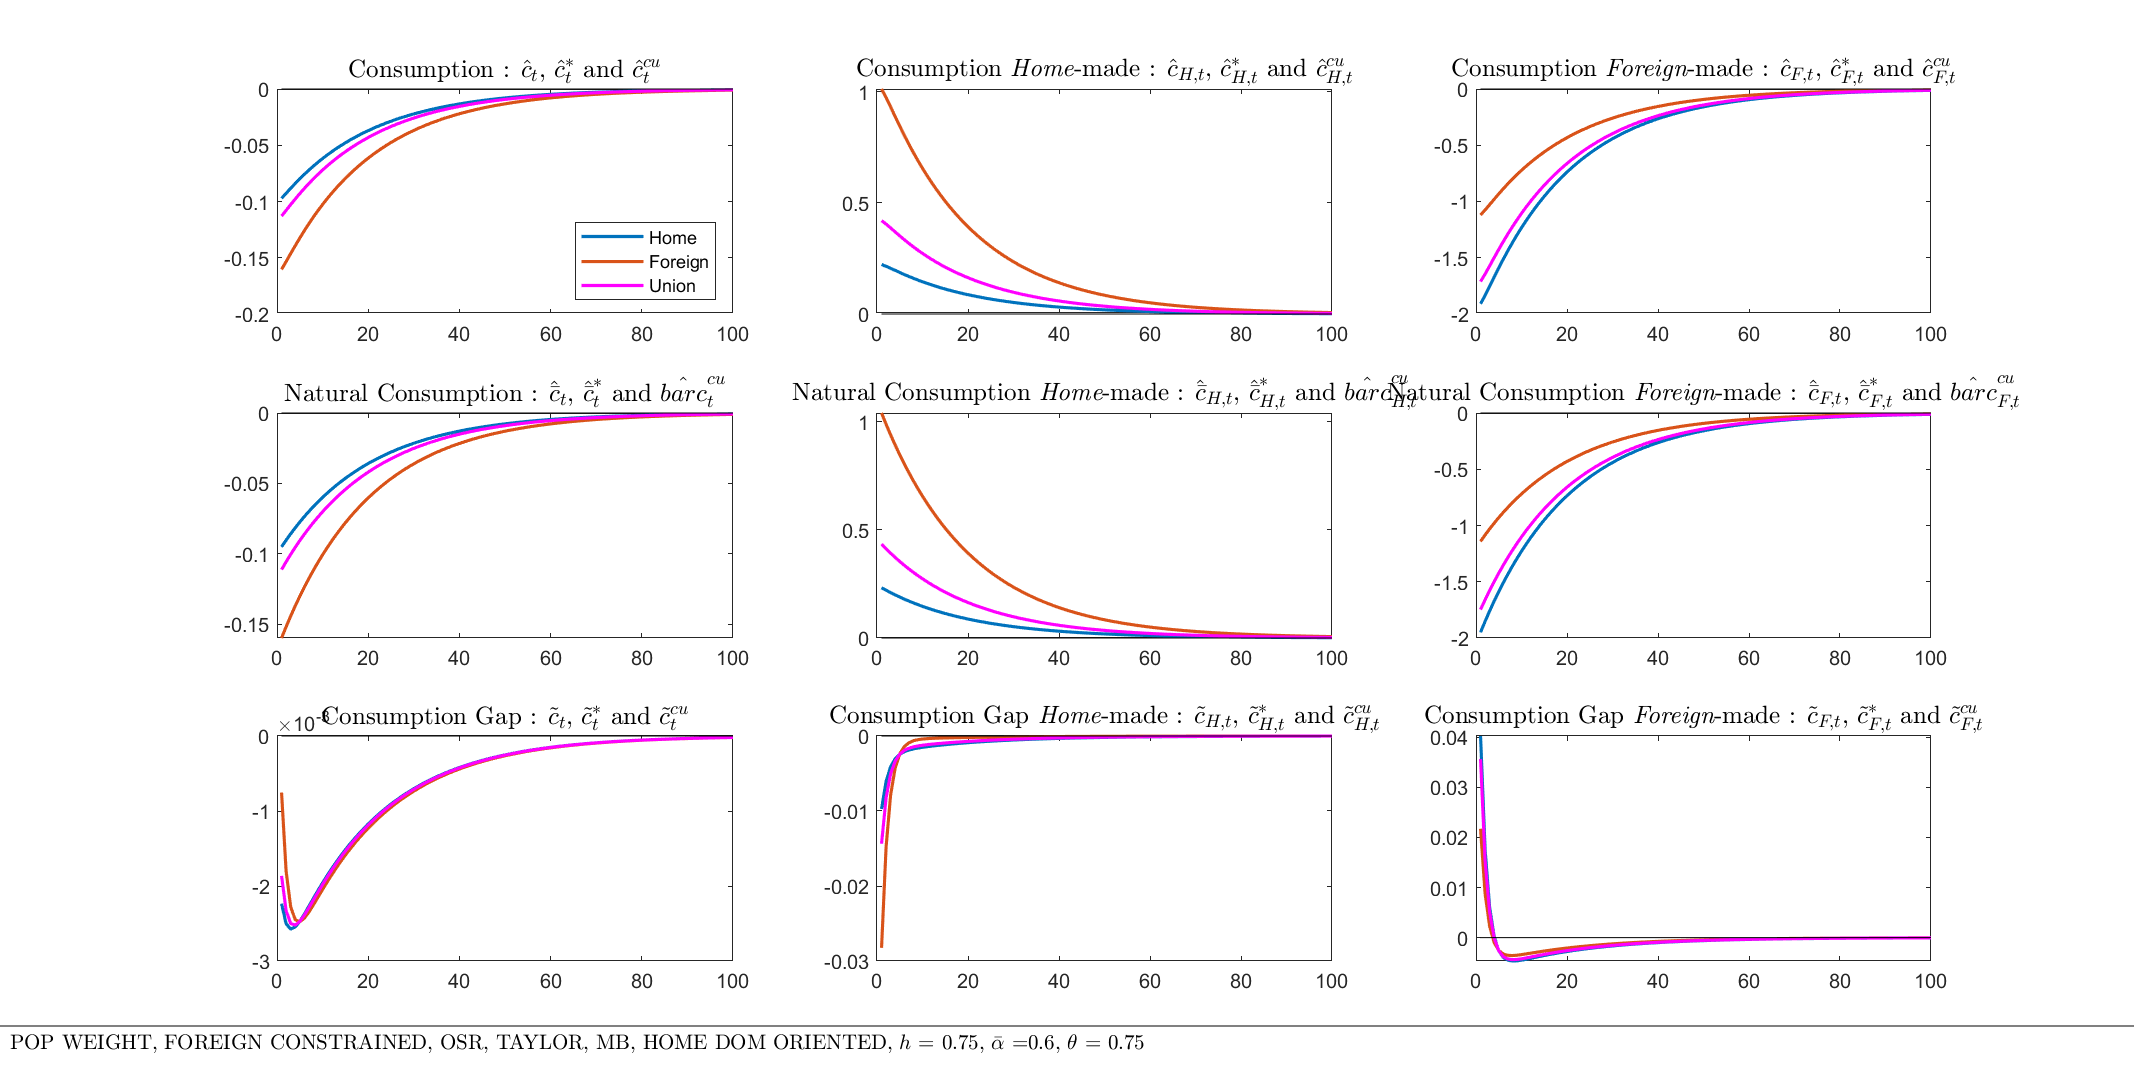 Consumption : ĉ_t, ĉ*_t and ĉ^cu_t
0
-0.05
-0.1
-0.15
-0.2
0 20 40 60 80 100
Home
Foreign
Union
Consumption Home-made : ĉ_H,t, ĉ*_H,t and ĉ^cu_H,t
1
0.5
0
0 20 40 60 80 100
Consumption Foreign-made : ĉ_F,t, ĉ*_F,t and ĉ^cu_F,t
0
-0.5
-1
-1.5
-2
0 20 40 60 80 100
Natural Consumption : c̄̂_t, c̄̂*_t and bar̂c^cu_t
0
-0.05
-0.1
-0.15
0 20 40 60 80 100
Natural Consumption Home-made : c̄̂_H,t, c̄̂*_H,t and bar̂c^cu_H,t
1
0.5
0
0 20 40 60 80 100
Natural Consumption Foreign-made : c̄̂_F,t, c̄̂*_F,t and bar̂c^cu_F,t
0
-0.5
-1
-1.5
-2
0 20 40 60 80 100
Consumption Gap : c̃_t, c̃*_t and c̃^cu_t
×10^-3
0
-1
-2
-3
0 20 40 60 80 100
Consumption Gap Home-made : c̃_H,t, c̃*_H,t and c̃^cu_H,t
0
-0.01
-0.02
-0.03
0 20 40 60 80 100
Consumption Gap Foreign-made : c̃_F,t, c̃*_F,t and c̃^cu_F,t
0.04
0.03
0.02
0.01
0
0 20 40 60 80 100
POP WEIGHT, FOREIGN CONSTRAINED, OSR, TAYLOR, MB, HOME DOM ORIENTED, h = 0.75, ᾱ =0.6, θ = 0.75